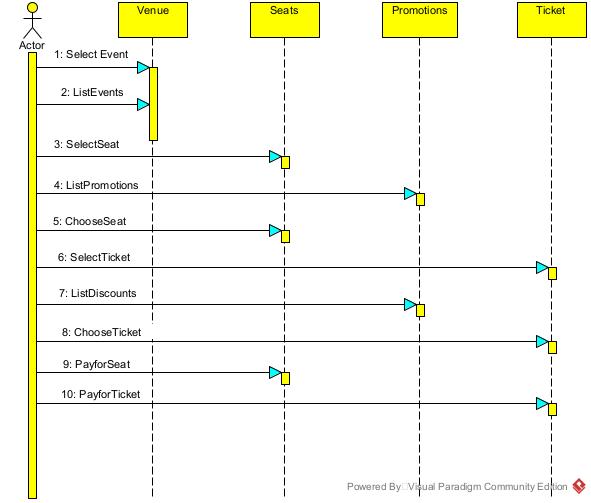 Venue
Seats
Promotions
Ticket
Actor
1: Select Event
2: ListEvents
3: SelectSeat
4: ListPromotions
5: ChooseSeat
6: SelectTicket
7: ListDiscounts
8: ChooseTicket
9: PayforSeat
10: PayforTicket
Powered By Visual Paradigm Community Edition